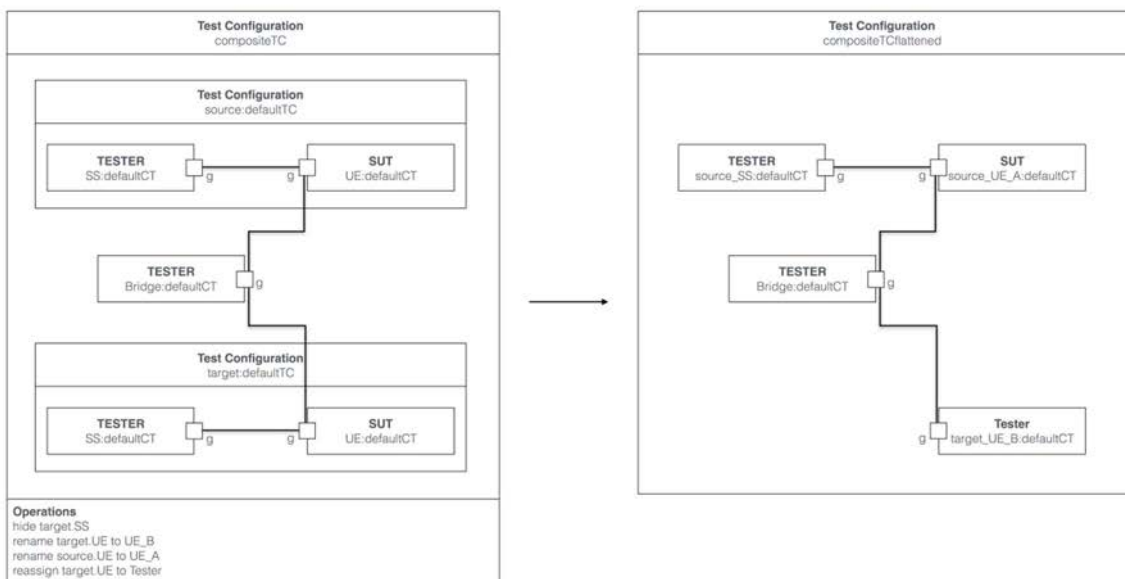 Test Configuration
compositeTC
Test Configuration
source:defaultTC
TESTER
SS:defaultCT
g
g
SUT
UE:defaultCT
TESTER
Bridge:defaultCT
g
Test Configuration
target:defaultTC
TESTER
SS:defaultCT
g
g
SUT
UE:defaultCT
Operations
hide target.SS
rename target.UE to UE_B
rename source.UE to UE_A
reassign target.UE to Tester
Test Configuration
compositeTCflattened
TESTER
source_SS:defaultCT
g
g
SUT
source_UE_A:defaultCT
TESTER
Bridge:defaultCT
g
g
Tester
target_UE_B:defaultCT